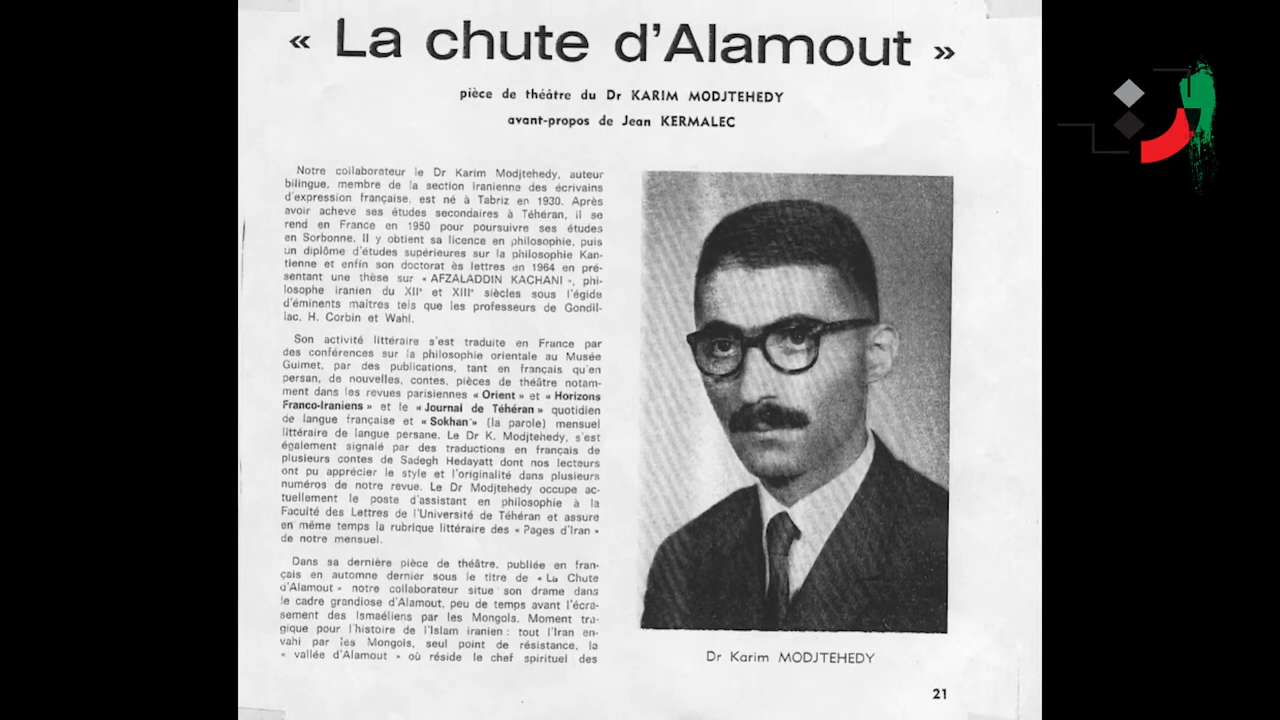 « La chute d'Alamout »
pièce de théâtre du Dr KARIM MODJTEHEDY
avant-propos de Jean KERMALEC
Notre collaborateur le Dr Karim Modjtehedy, auteur
bilingue, membre de la section Iranienne des écrivains
d'expression française, est né à Tabriz en 1930. Après
avoir acheve ses études secondaires à Téhéran, il se
rend en France en 1950 pour poursuivre ses études
en Sorbonne. Il y obtient sa licence en philosophie, puis
un diplôme d'études supérieures sur la philosophie Kan-
tienne et enfin son doctorat ès lettres en 1964 en pré-
sentant une thèse sur « AFZALADDIN KACHANI », phi-
losophe iranien du XIIe et XIIIe siècles sous l'égide
d'éminents maitres tels que les professeurs de Gondil-
lac, H. Corbin et Wahl.
Son activité littéraire s'est traduite en France par
des conférences sur la philosophie orientale au Musée
Guimet, par des publications, tant en français qu'en
persan, de nouvelles, contes, pièces de théâtre notam-
ment dans les revues parisiennes « Orient » et « Horizons
Franco-Iraniens » et le « Journal de Téhéran » quotidien
de langue française et « Sokhan » (la parole) mensuel
littéraire de langue persane. Le Dr K. Modjtehedy, s'est
également signalé par des traductions en français de
plusieurs contes de Sadegh Hedayatt dont nos lecteurs
ont pu apprécier le style et l'originalité dans plusieurs
numéros de notre revue. Le Dr Modjtehedy occupe ac-
tuellement le poste d'assistant en philosophie à la
Faculté des Lettres de l'Université de Téhéran et assure
en même temps la rubrique littéraire des « Pages d'Iran »
de notre mensuel.
Dans sa dernière pièce de théâtre, publiée en fran-
çais en automne dernier sous le titre de « La Chute
d'Alamout » notre collaborateur situe son drame dans
le cadre grandiose d'Alamout, peu de temps avant l'écra-
sement des Ismaéliens par les Mongols. Moment tra-
gique pour l'histoire de l'Islam iranien : tout l'Iran en-
vahi par les Mongols, seul point de résistance, la
« vallée d'Alamout » où réside le chef spirituel des
Dr Karim MODJTEHEDY
21